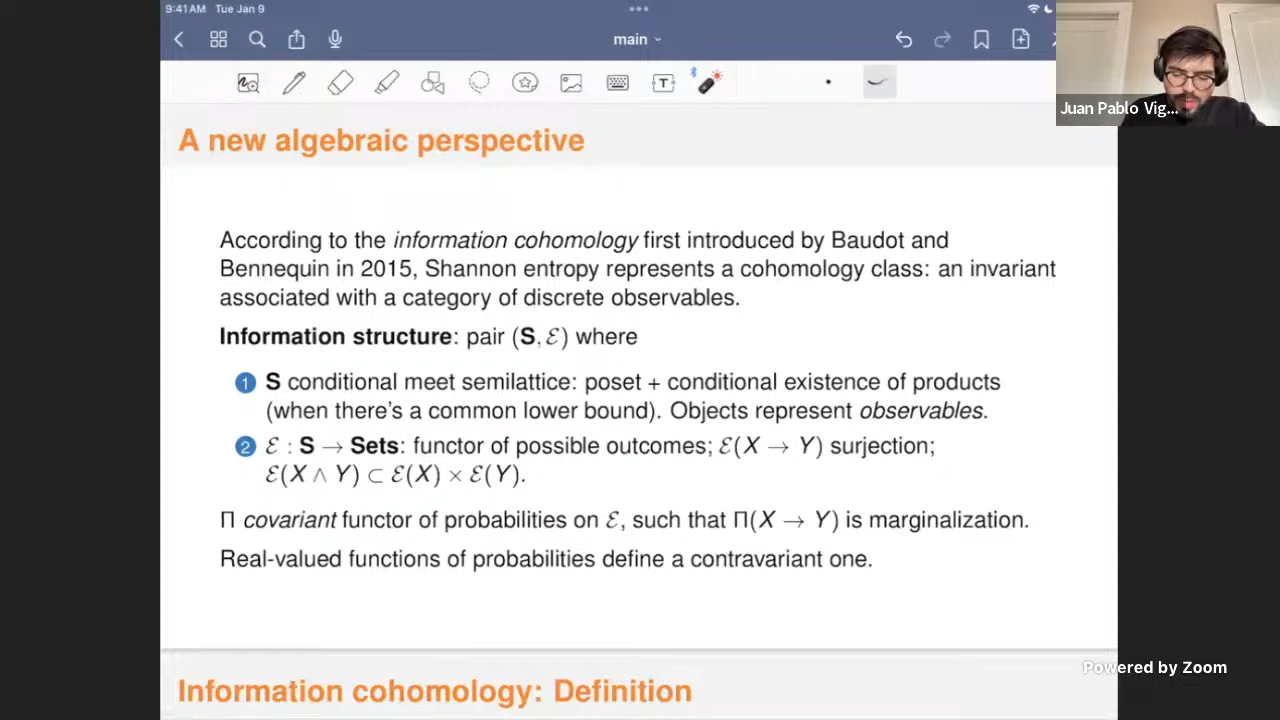 9:41 AM Tue Jan 9
main
Juan Pablo Vig...
A new algebraic perspective
According to the information cohomology first introduced by Baudot and
Bennequin in 2015, Shannon entropy represents a cohomology class: an invariant
associated with a category of discrete observables.
Information structure: pair (S, ℰ) where
1 S conditional meet semilattice: poset + conditional existence of products
(when there's a common lower bound). Objects represent observables.
2 ℰ : S → Sets: functor of possible outcomes; ℰ(X → Y) surjection;
ℰ(X ∧ Y) ⊂ ℰ(X) × ℰ(Y).
Π covariant functor of probabilities on ℰ, such that Π(X → Y) is marginalization.
Real-valued functions of probabilities define a contravariant one.
Powered by Zoom
Information cohomology: Definition